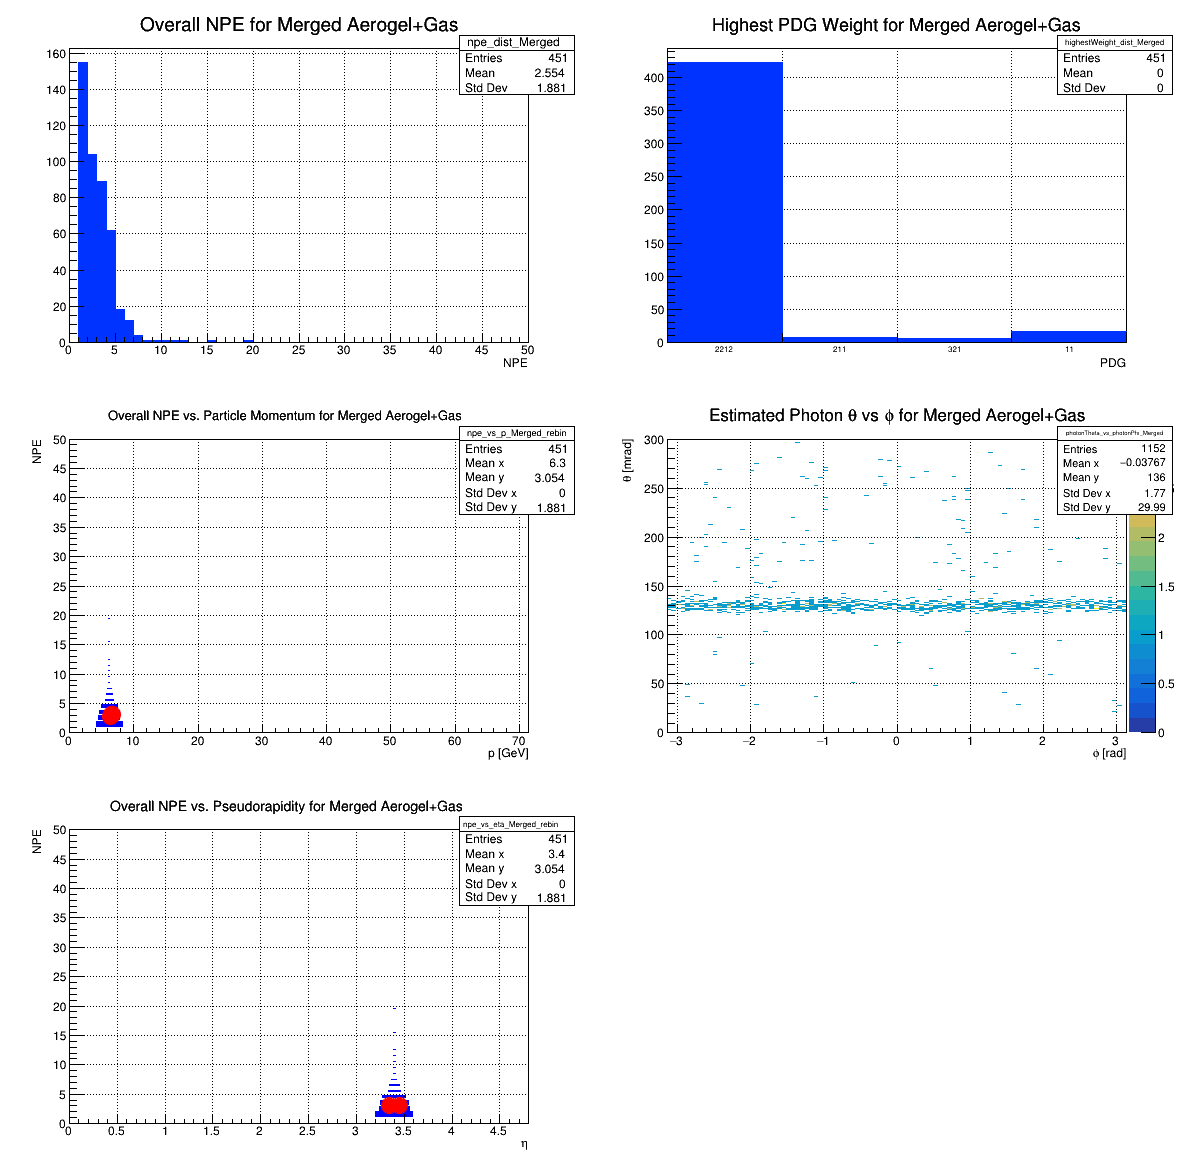 Overall NPE for Merged Aerogel+Gas
npe_dist_Merged
Entries 451
Mean 2.554
Std Dev 1.881
160
140
120
100
80
60
40
20
0
0 5 10 15 20 25 30 35 40 45 50
NPE
Highest PDG Weight for Merged Aerogel+Gas
highestWeight_dist_Merged
Entries 451
Mean 0
Std Dev 0
400
350
300
250
200
150
100
50
0
2212 211 321 11
PDG
Overall NPE vs. Particle Momentum for Merged Aerogel+Gas
npe_vs_p_Merged_rebin
Entries 451
Mean x 6.3
Mean y 3.054
Std Dev x 0
Std Dev y 1.881
NPE
50
45
40
35
30
25
20
15
10
5
0
0 10 20 30 40 50 60 70
p [GeV]
Estimated Photon θ vs ϕ for Merged Aerogel+Gas
photonTheta_vs_photonPhi_Merged
Entries 1152
Mean x −0.03767
Mean y 136
Std Dev x 1.77
Std Dev y 29.99
θ [mrad]
300
250
200
150
100
50
0
−3 −2 −1 0 1 2 3
ϕ [rad]
2
1.5
1
0.5
0
Overall NPE vs. Pseudorapidity for Merged Aerogel+Gas
npe_vs_eta_Merged_rebin
Entries 451
Mean x 3.4
Mean y 3.054
Std Dev x 0
Std Dev y 1.881
NPE
50
45
40
35
30
25
20
15
10
5
0
0 0.5 1 1.5 2 2.5 3 3.5 4 4.5
η